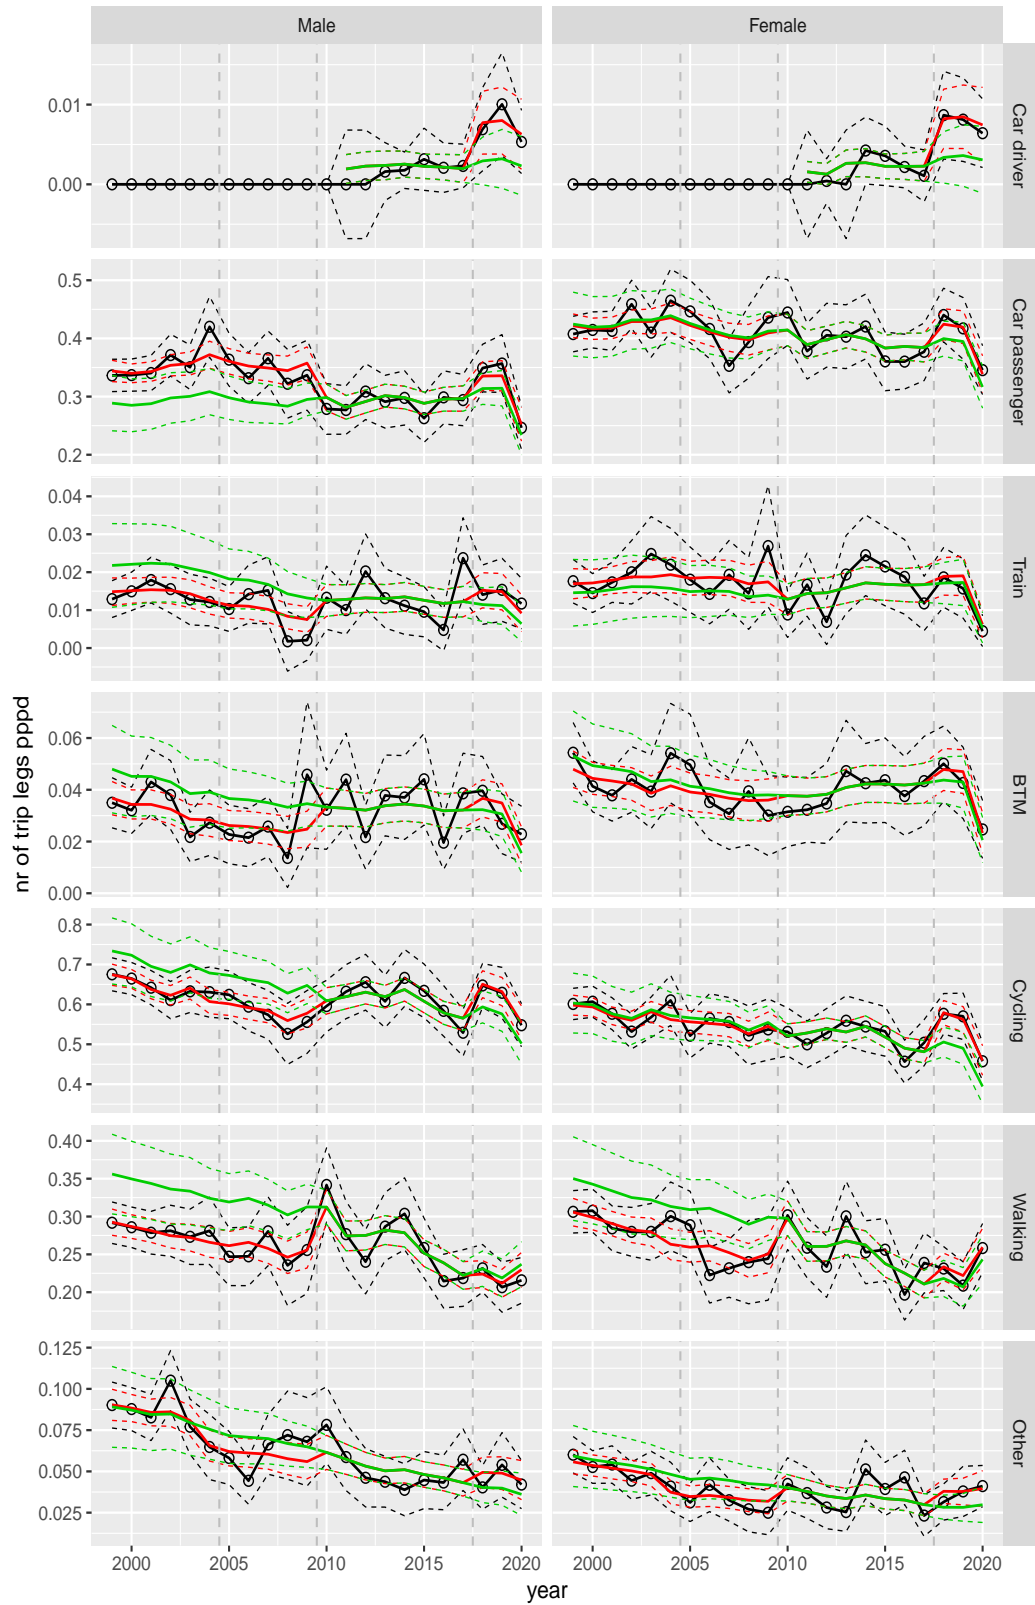 Male Female
0.01
0.00
Car driver
0.5
0.4
0.3
0.2
Car passenger
0.04
0.03
0.02
0.01
0.00
Train
0.06
0.04
0.02
0.00
BTM
0.8
0.7
0.6
0.5
0.4
Cycling
0.40
0.35
0.30
0.25
0.20
Walking
0.125
0.100
0.075
0.050
0.025
Other
nr of trip legs pppd
2000 2005 2010 2015 2020 2000 2005 2010 2015 2020
year